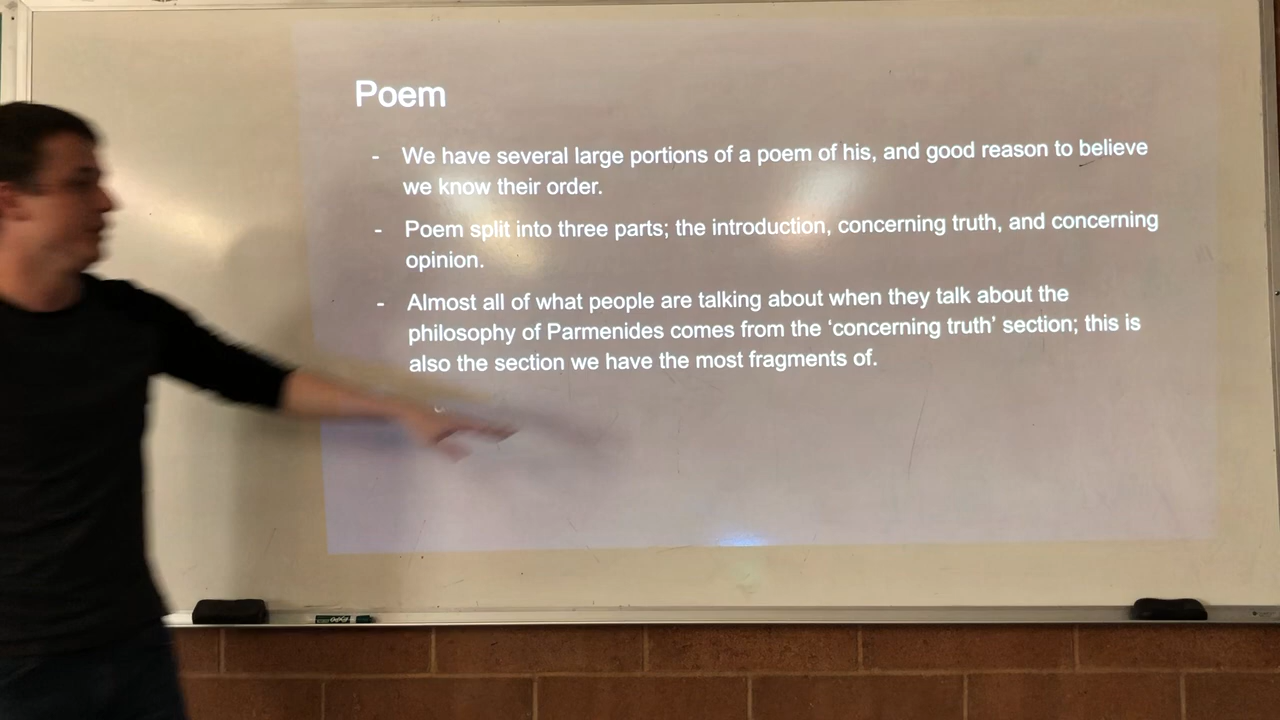 Poem
- We have several large portions of a poem of his, and good reason to believe
we know their order.
- Poem split into three parts; the introduction, concerning truth, and concerning
opinion.
- Almost all of what people are talking about when they talk about the
philosophy of Parmenides comes from the ‘concerning truth’ section; this is
also the section we have the most fragments of.
EXPO